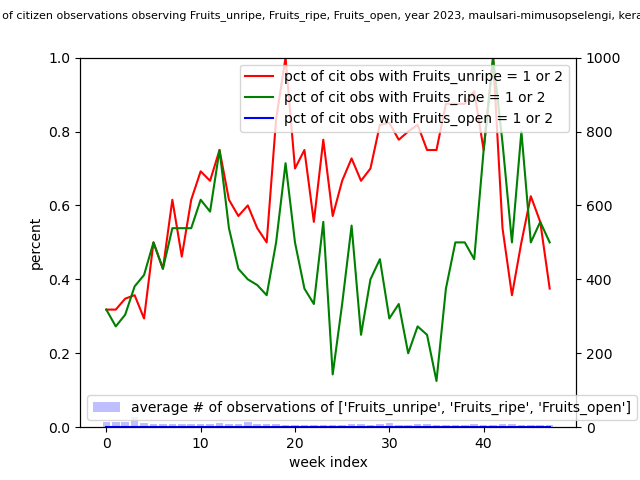 of citizen observations observing Fruits_unripe, Fruits_ripe, Fruits_open, year 2023, maulsari-mimusopselengi, kera
1.0
0.8
0.6
0.4
0.2
0.0
percent
1000
800
600
400
200
0
pct of cit obs with Fruits_unripe = 1 or 2
pct of cit obs with Fruits_ripe = 1 or 2
pct of cit obs with Fruits_open = 1 or 2
average # of observations of ['Fruits_unripe', 'Fruits_ripe', 'Fruits_open']
0
10
20
30
40
week index